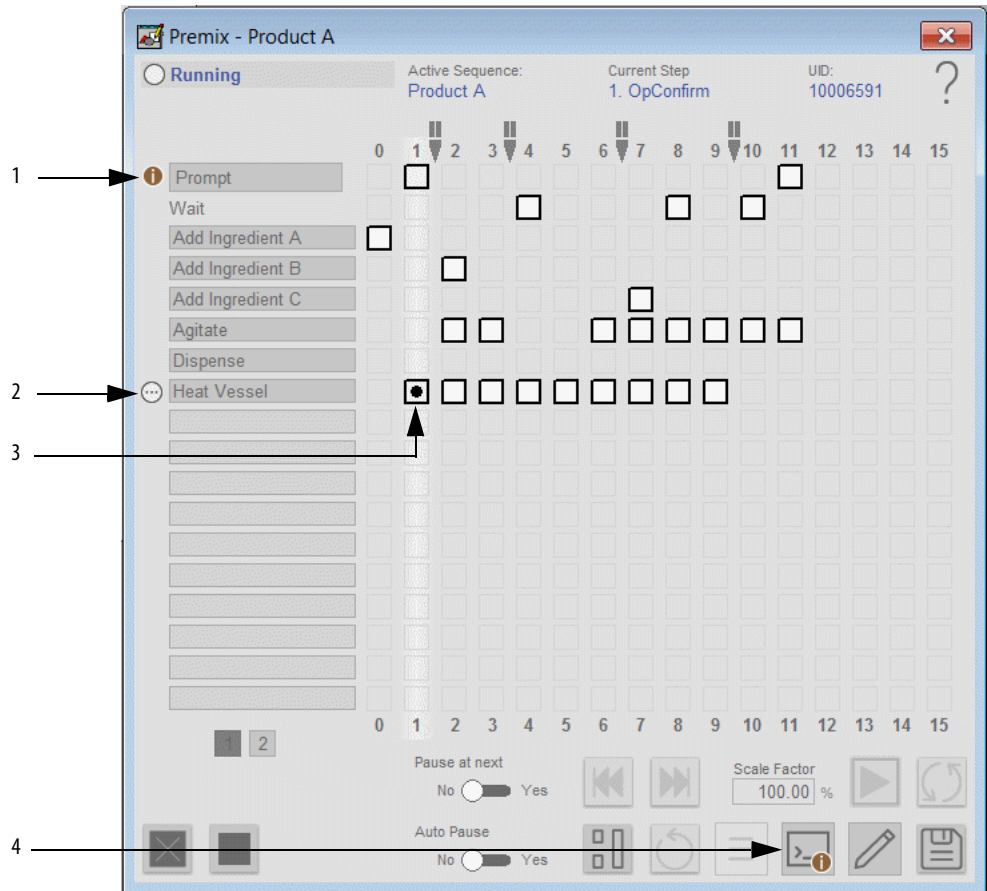 Premix - Product A
Running
Active Sequence:
Product A
Current Step
1. OpConfirm
UID:
10006591
?
0 1 2 3 4 5 6 7 8 9 10 11 12 13 14 15
1
i
Prompt
Wait
Add Ingredient A
Add Ingredient B
Add Ingredient C
Agitate
Dispense
2
Heat Vessel
3
0 1 2 3 4 5 6 7 8 9 10 11 12 13 14 15
1 2
Pause at next
No Yes
Scale Factor
100.00 %
4
Auto Pause
No Yes
>_
i